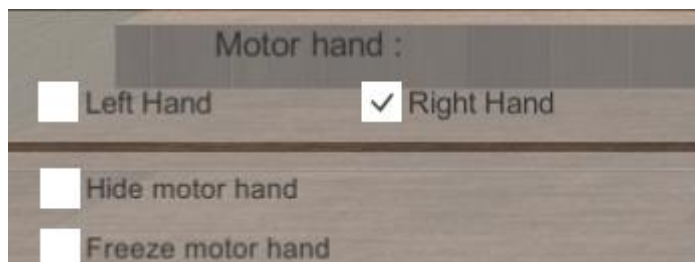 Motor hand :
Left Hand Right Hand
Hide motor hand
Freeze motor hand